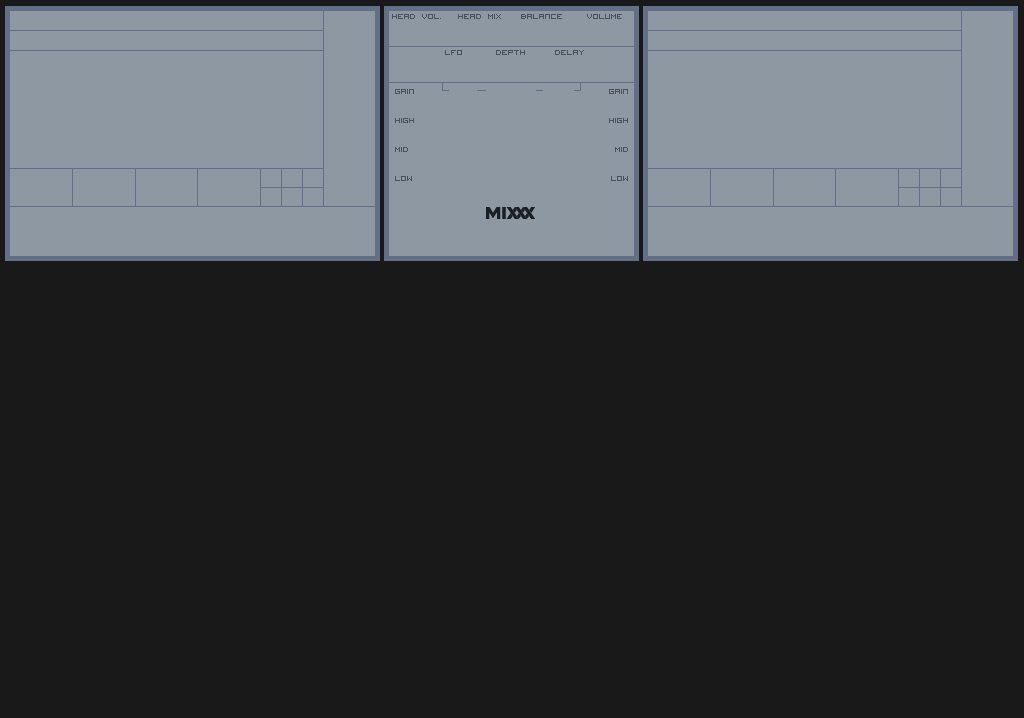 HEAD VOL. HEAD MIX BALANCE VOLUME
LFO DEPTH DELAY
GAIN GAIN
HIGH HIGH
MID MID
LOW LOW
MIXXX